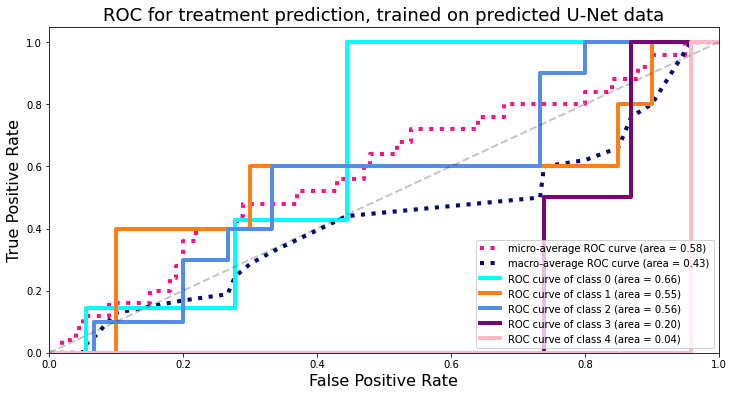 ROC for treatment prediction, trained on predicted U-Net data
True Positive Rate
1.0
0.8
0.6
0.4
0.2
0.0
micro-average ROC curve (area = 0.58)
macro-average ROC curve (area = 0.43)
ROC curve of class 0 (area = 0.66)
ROC curve of class 1 (area = 0.55)
ROC curve of class 2 (area = 0.56)
ROC curve of class 3 (area = 0.20)
ROC curve of class 4 (area = 0.04)
0.0 0.2 0.4 0.6 0.8 1.0
False Positive Rate